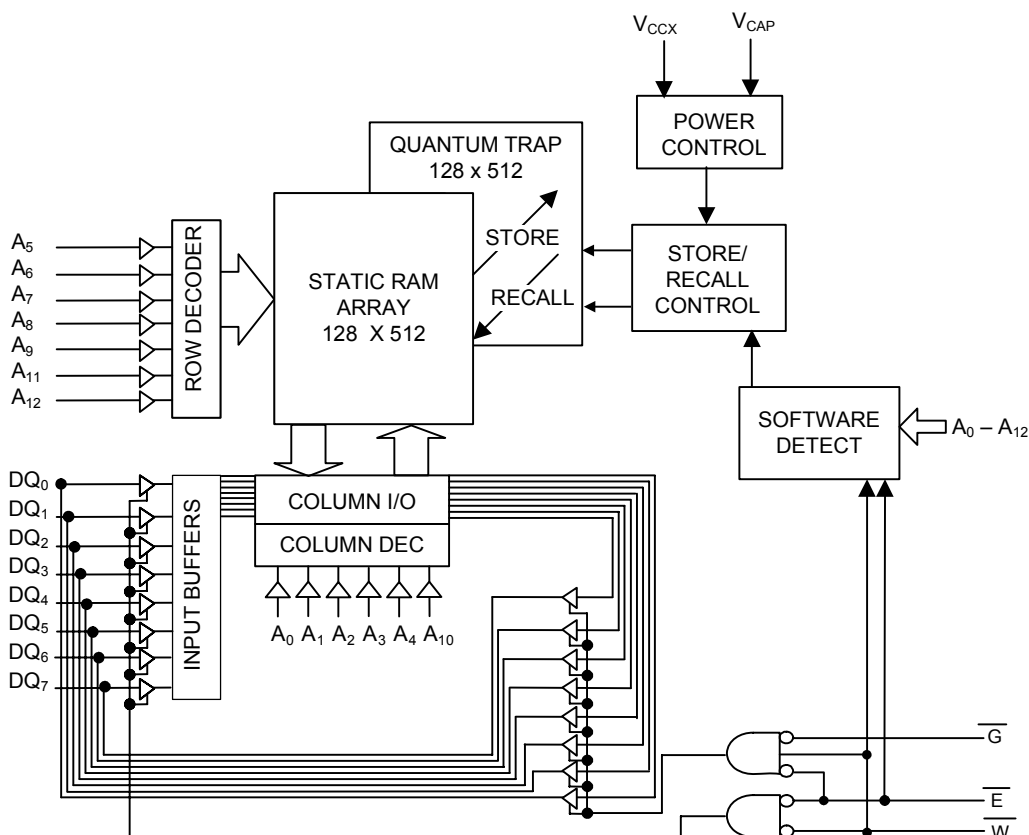 V_CCX
V_CAP
POWER
CONTROL
QUANTUM TRAP
128 x 512
STORE
RECALL
STORE/
RECALL
CONTROL
STATIC RAM
ARRAY
128 X 512
ROW DECODER
A5
A6
A7
A8
A9
A11
A12
SOFTWARE
DETECT
A0 – A12
DQ0
DQ1
DQ2
DQ3
DQ4
DQ5
DQ6
DQ7
INPUT BUFFERS
COLUMN I/O
COLUMN DEC
A0 A1 A2 A3 A4 A10
G̅
E̅
W̅